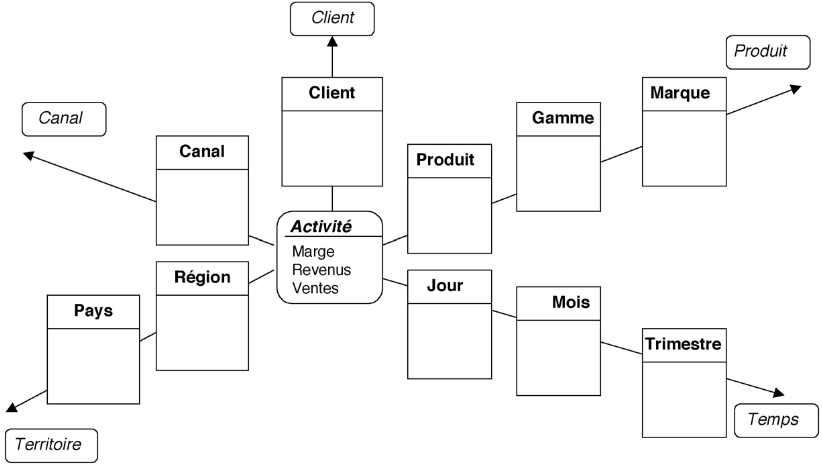 Client
Produit
Client
Marque
Canal
Gamme
Canal
Produit
Activité
Marge
Revenus
Ventes
Région
Jour
Pays
Mois
Trimestre
Territoire
Temps